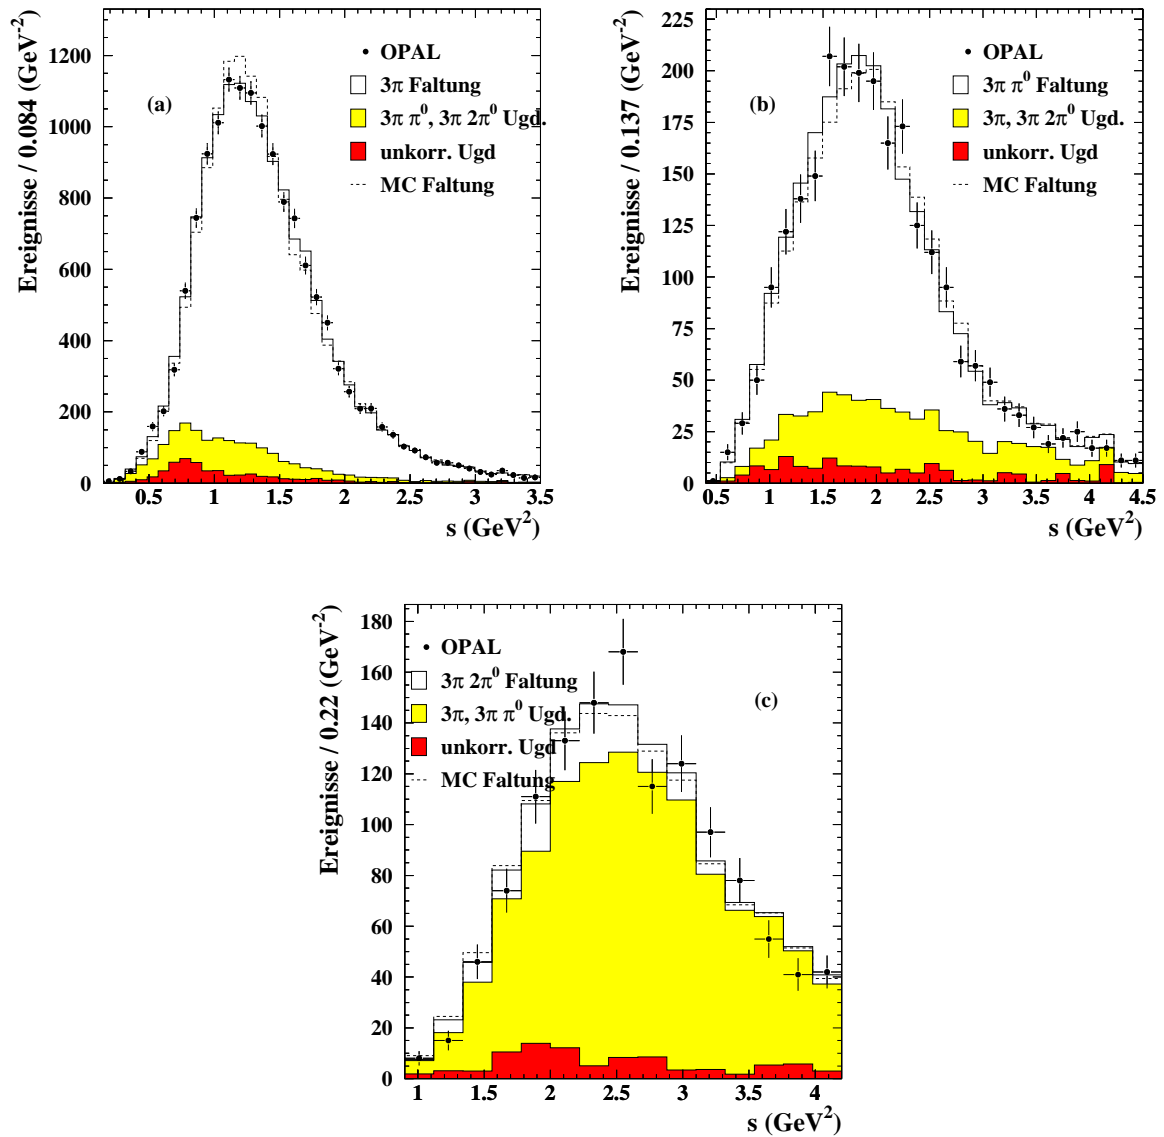 Ereignisse / 0.084 (GeV⁻²)
1200
1000
800
600
400
200
0
(a)
OPAL
3π Faltung
3π π⁰, 3π 2π⁰ Ugd.
unkorr. Ugd
MC Faltung
0.5 1 1.5 2 2.5 3 3.5
s (GeV²)
Ereignisse / 0.137 (GeV⁻²)
225
200
175
150
125
100
75
50
25
0
(b)
OPAL
3π π⁰ Faltung
3π, 3π 2π⁰ Ugd.
unkorr. Ugd
MC Faltung
0.5 1 1.5 2 2.5 3 3.5 4 4.5
s (GeV²)
Ereignisse / 0.22 (GeV⁻²)
180
160
140
120
100
80
60
40
20
0
OPAL
3π 2π⁰ Faltung
3π, 3π π⁰ Ugd.
unkorr. Ugd
MC Faltung
(c)
1 1.5 2 2.5 3 3.5 4
s (GeV²)